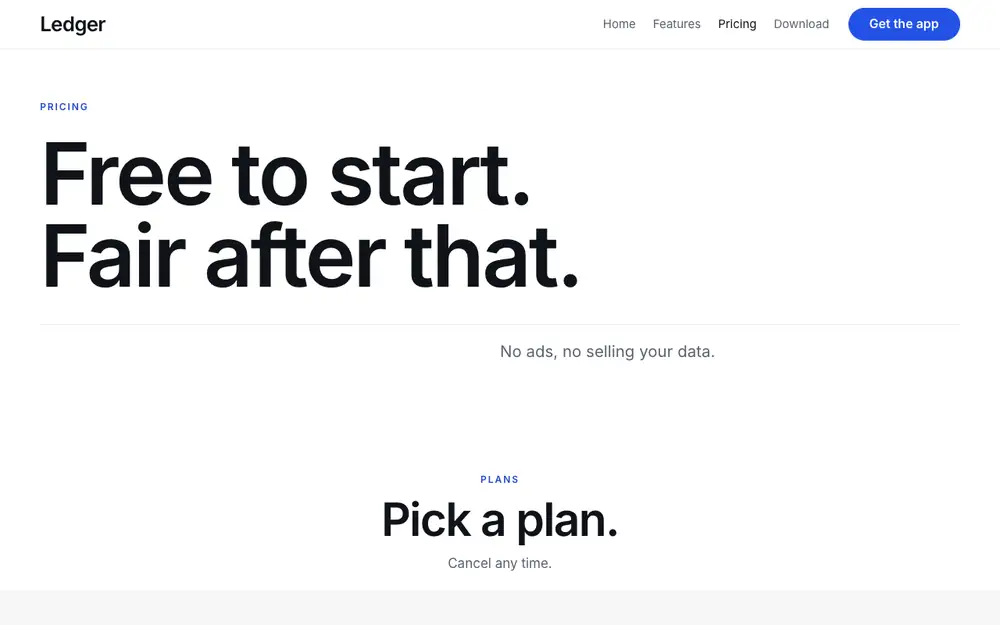 Ledger
Home Features Pricing Download Get the app
PRICING
Free to start.
Fair after that.
No ads, no selling your data.
PLANS
Pick a plan.
Cancel any time.